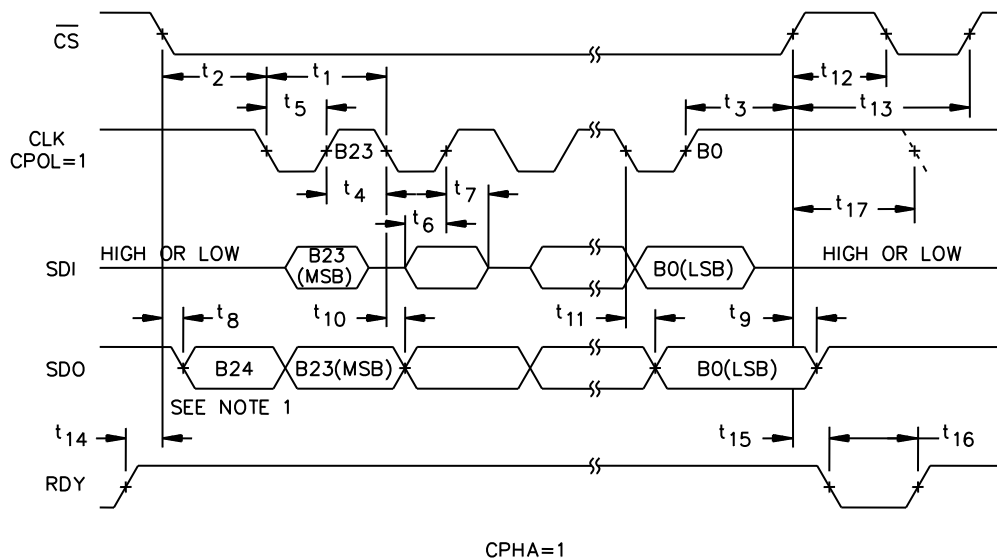 CS
t2 t1 t12
t5 t3 t13
CLK
CPOL=1
B23 B0
t4 t7
t6 t17
SDI
HIGH OR LOW
B23
(MSB)
B0(LSB)
HIGH OR LOW
t8 t10 t11 t9
SDO
B24 B23(MSB) B0(LSB)
SEE NOTE 1
t14 t15 t16
RDY
CPHA=1